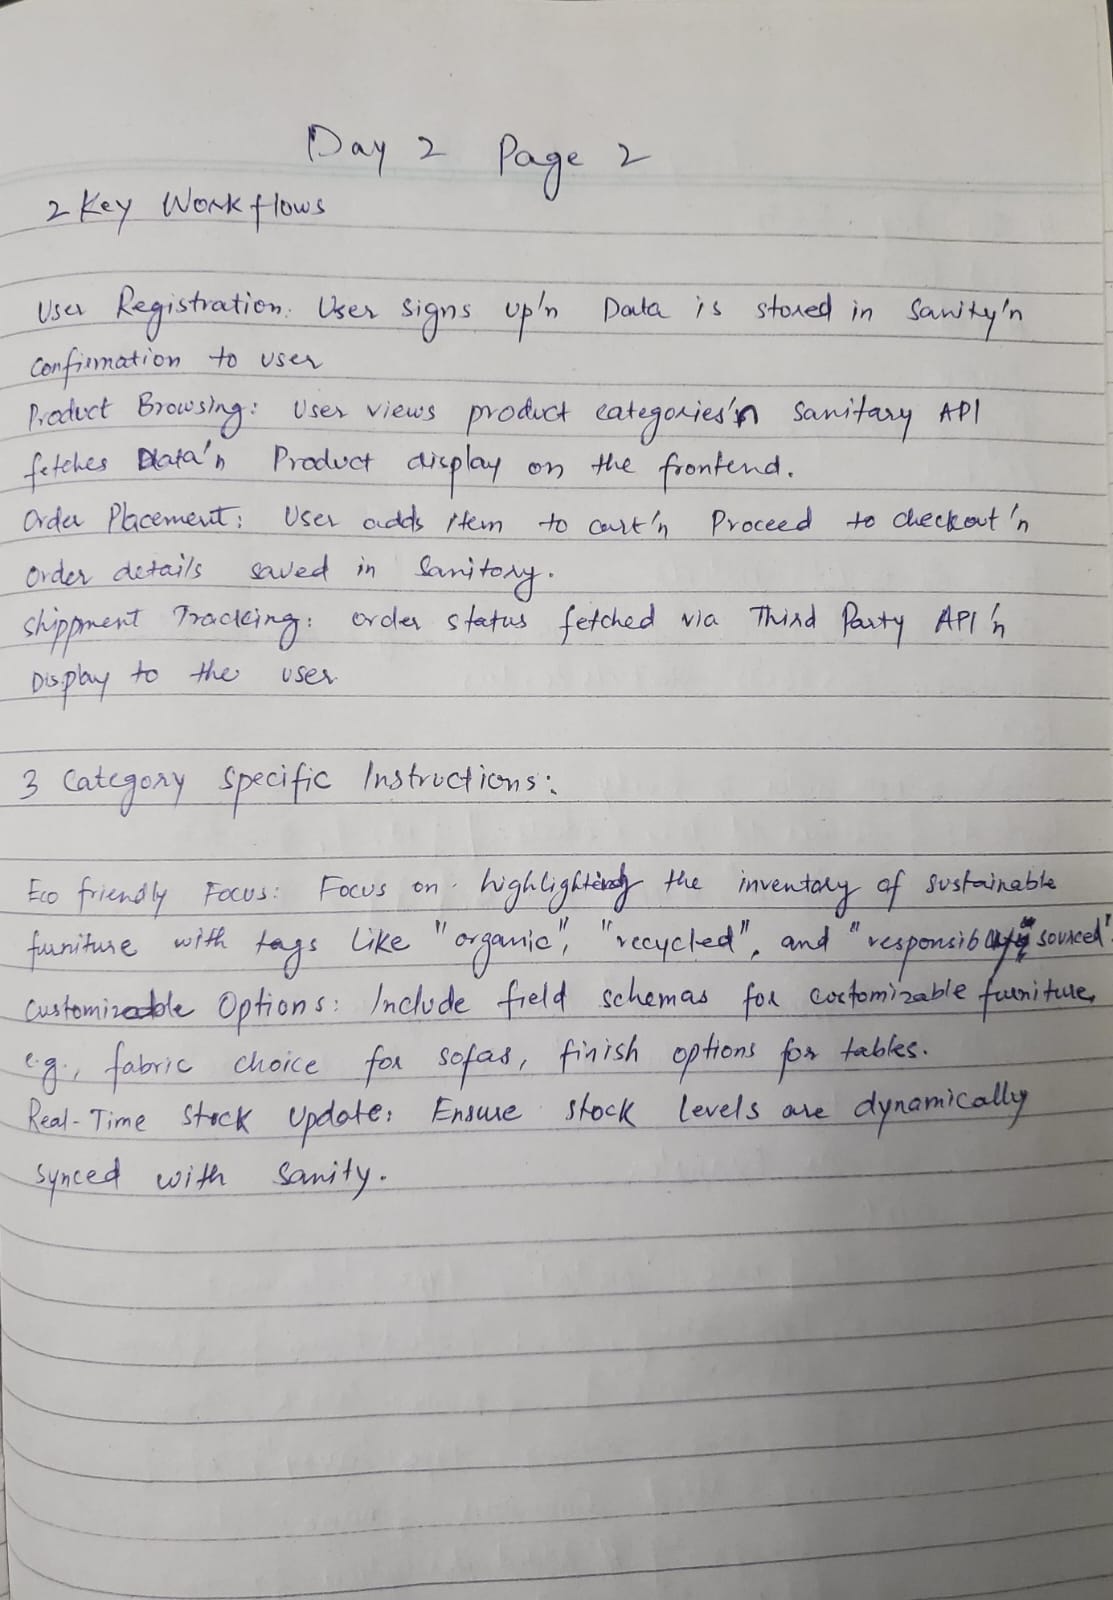 Day 2 Page 2
2 Key Workflows
User Registration: User signs up'n Data is stored in Sanity'n
Confirmation to user
Product Browsing: User views product categories'n Sanitary API
fetches Data'n Product display on the frontend.
Order Placement: User adds item to cart'n Proceed to checkout'n
Order details saved in Sanitory.
Shippment Tracking: order status fetched via Third Party API'n
Display to the user
3 Category Specific Instructions:
Eco friendly Focus: Focus on highlighting the inventory of sustainable
furniture with tags like "organic", "recycled", and "responsibly sourced".
Customizable Options: Include field schemas for costomizable furniture,
e.g., fabric choice for sofas, finish options for tables.
Real-Time Stock Update: Ensure stock levels are dynamically
synced with Sanity.